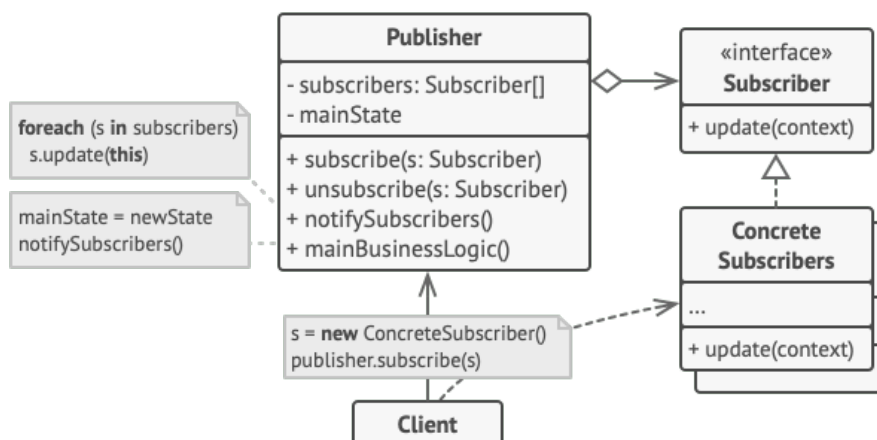 Publisher
- subscribers: Subscriber[]
- mainState
+ subscribe(s: Subscriber)
+ unsubscribe(s: Subscriber)
+ notifySubscribers()
+ mainBusinessLogic()
«interface»
Subscriber
+ update(context)
foreach (s in subscribers)
s.update(this)
mainState = newState
notifySubscribers()
Concrete
Subscribers
...
+ update(context)
s = new ConcreteSubscriber()
publisher.subscribe(s)
Client